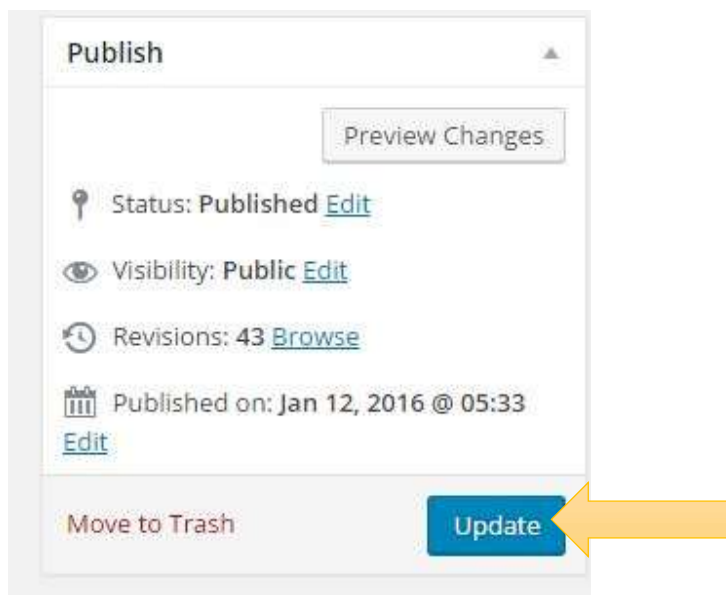 Publish
Preview Changes
Status: Published Edit
Visibility: Public Edit
Revisions: 43 Browse
Published on: Jan 12, 2016 @ 05:33
Edit
Move to Trash
Update